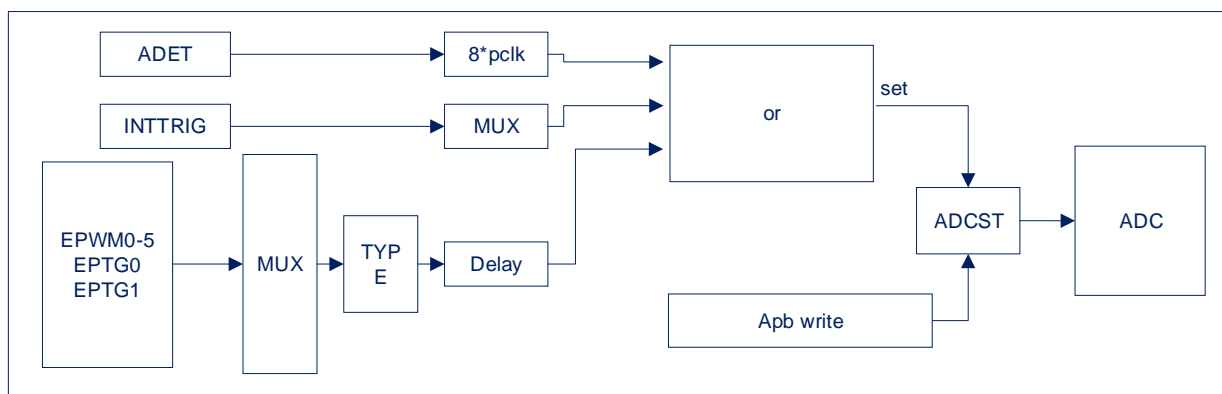 ADET
8*pclk
INTTRIG
MUX
or
set
EPWM0-5
EPTG0
EPTG1
MUX
TYP
E
Delay
ADCST
ADC
Apb write